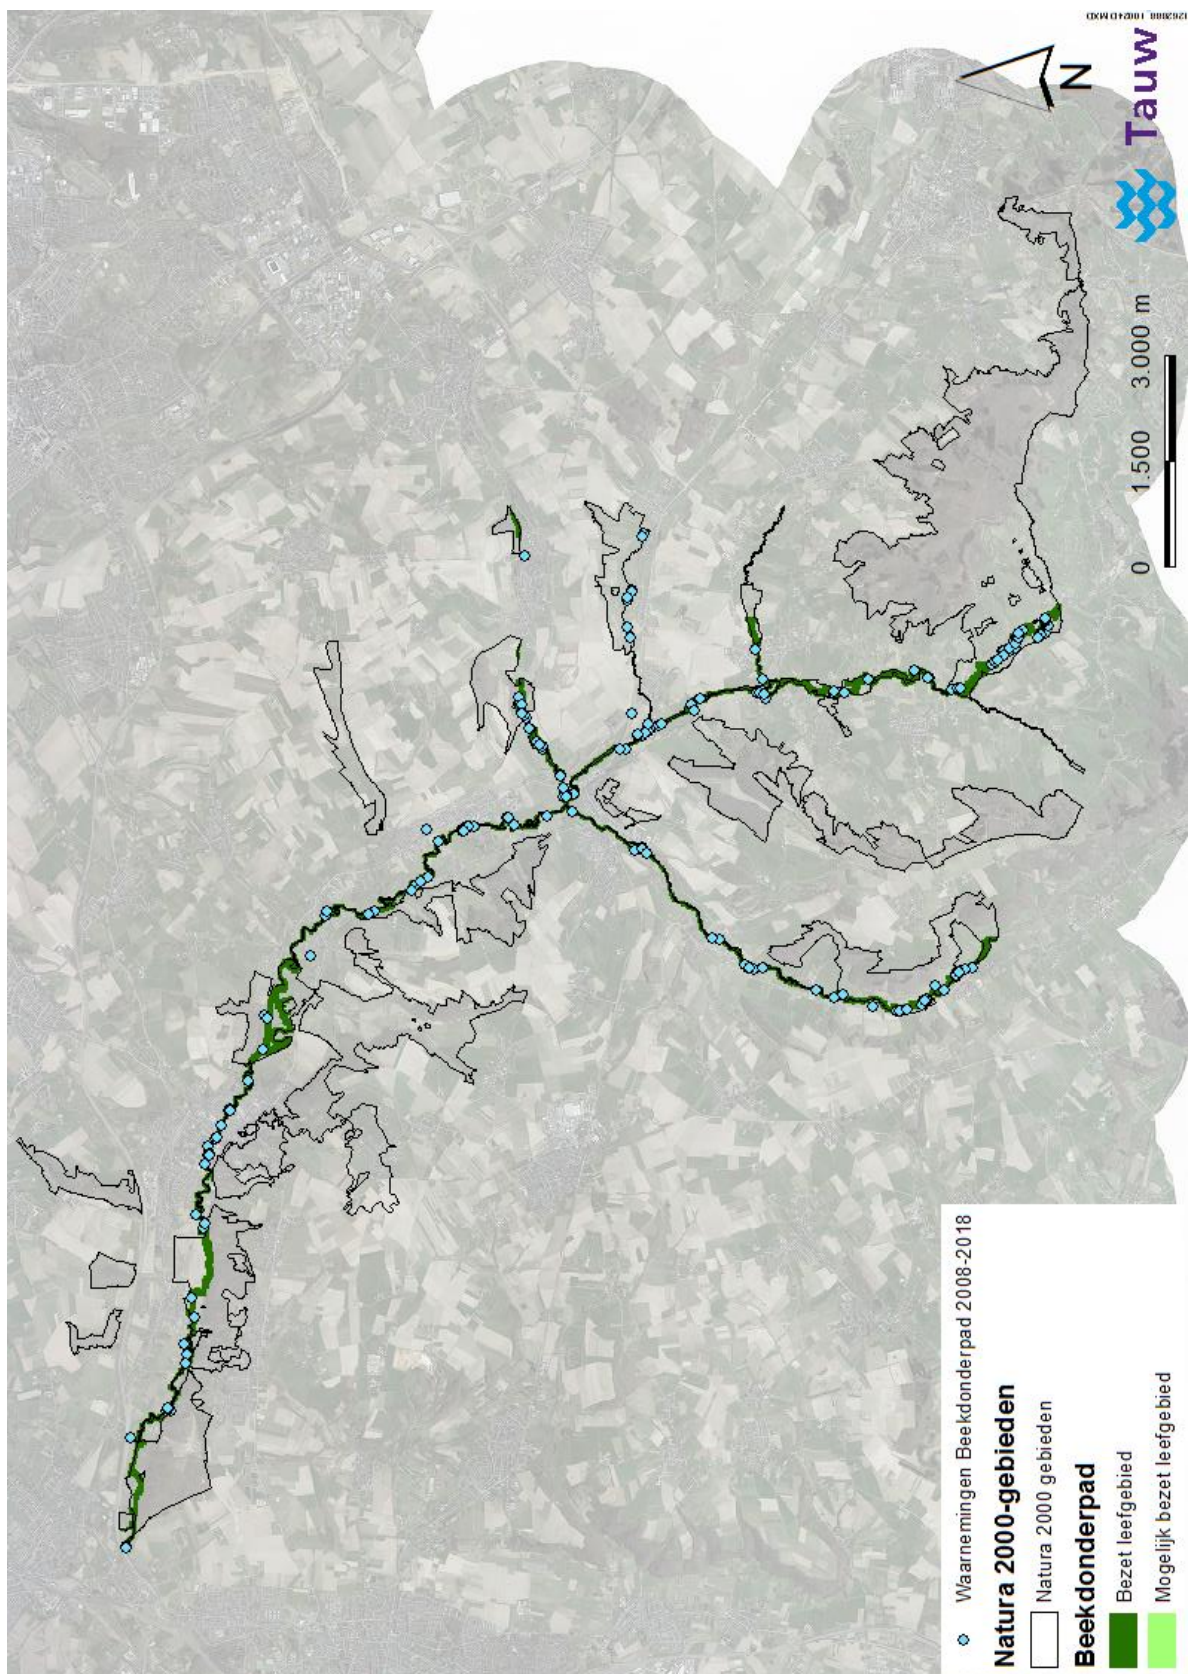 Waarnemingen Beekdonderpad 2008-2018
Natura 2000-gebieden
Natura 2000 gebieden
Beekdonderpad
Bezet leefgebied
Mogelijk bezet leefgebied
0 1.500 3.000 m
N
Tauw